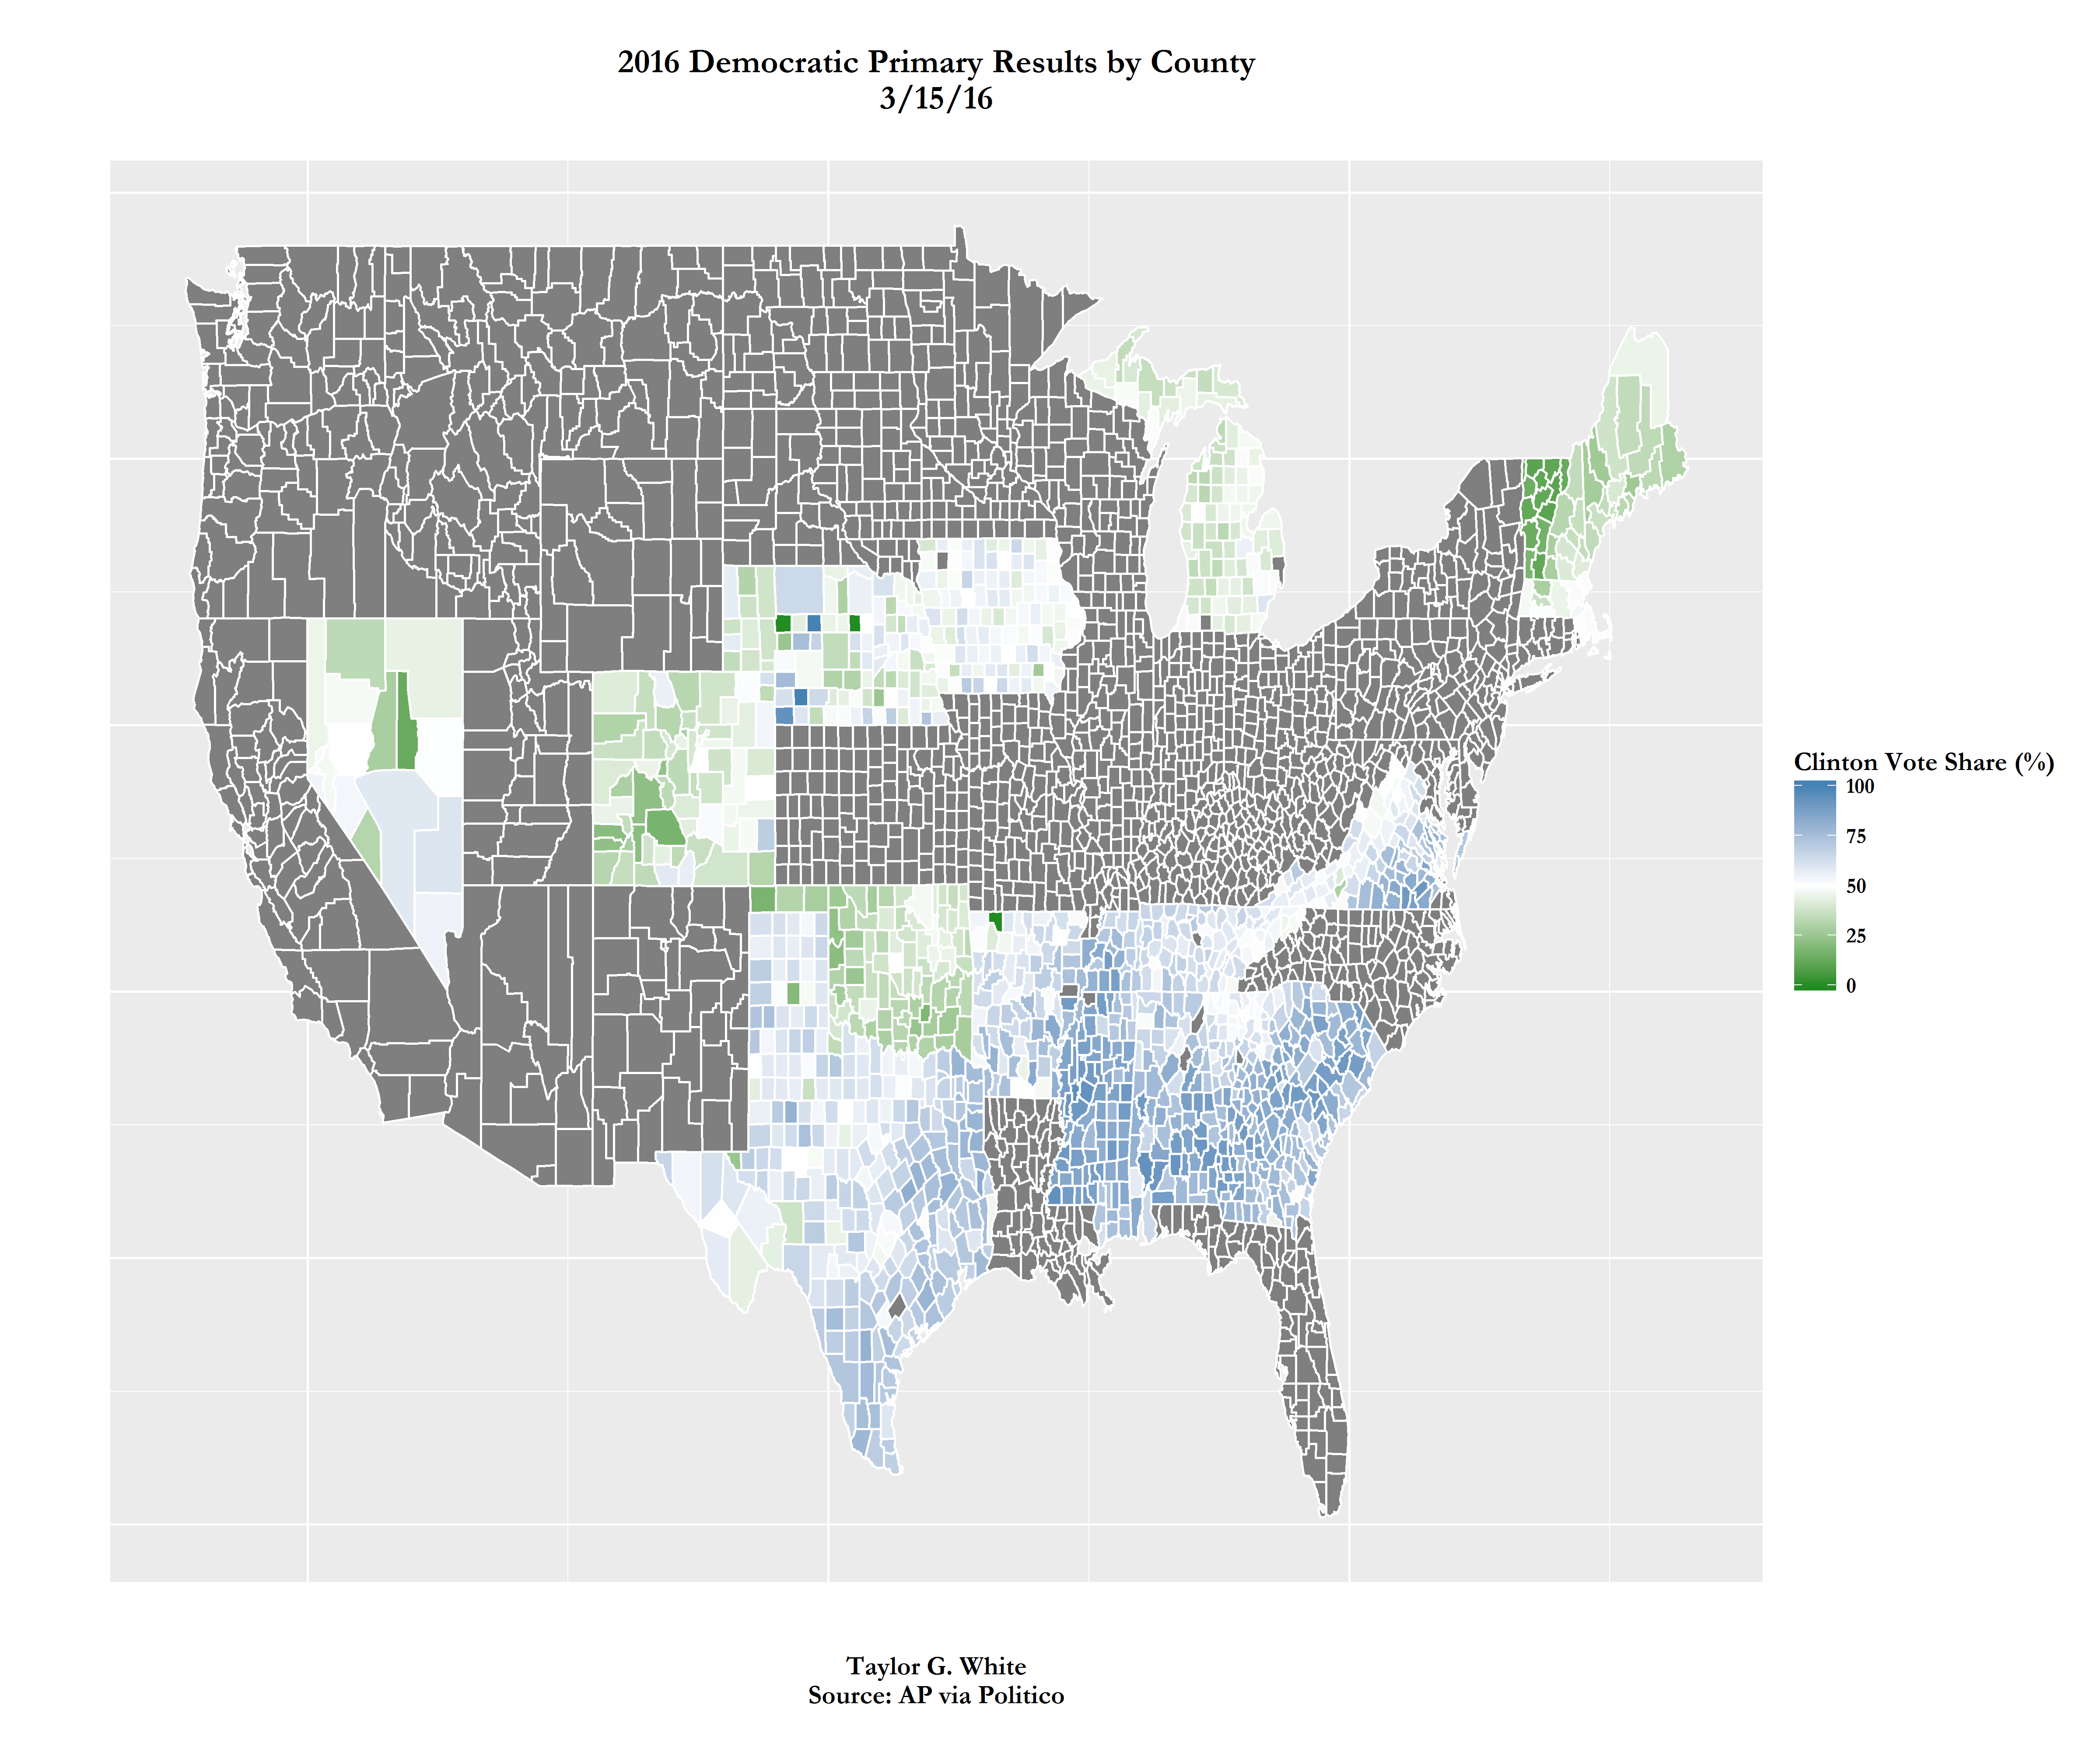 2016 Democratic Primary Results by County
3/15/16
Clinton Vote Share (%)
100
75
50
25
0
Taylor G. White
Source: AP via Politico